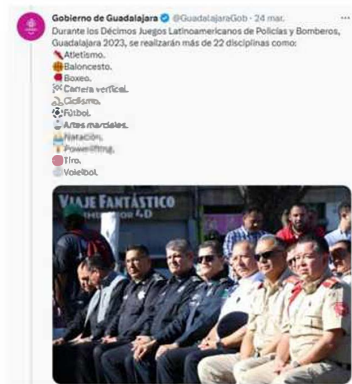 Gobierno de Guadalajara @GuadalajaraGob · 24 mar.
Durante los Décimos Juegos Latinoamericanos de Policías y Bomberos,
Guadalajara 2023, se realizarán más de 22 disciplinas como:
Atletismo.
Baloncesto.
Boxeo.
Carrera vertical.
Ciclismo.
Fútbol.
Artes marciales.
Natación.
Powerlifting.
Tiro.
Voleibol.
VIAJE FANTÁSTICO
4D